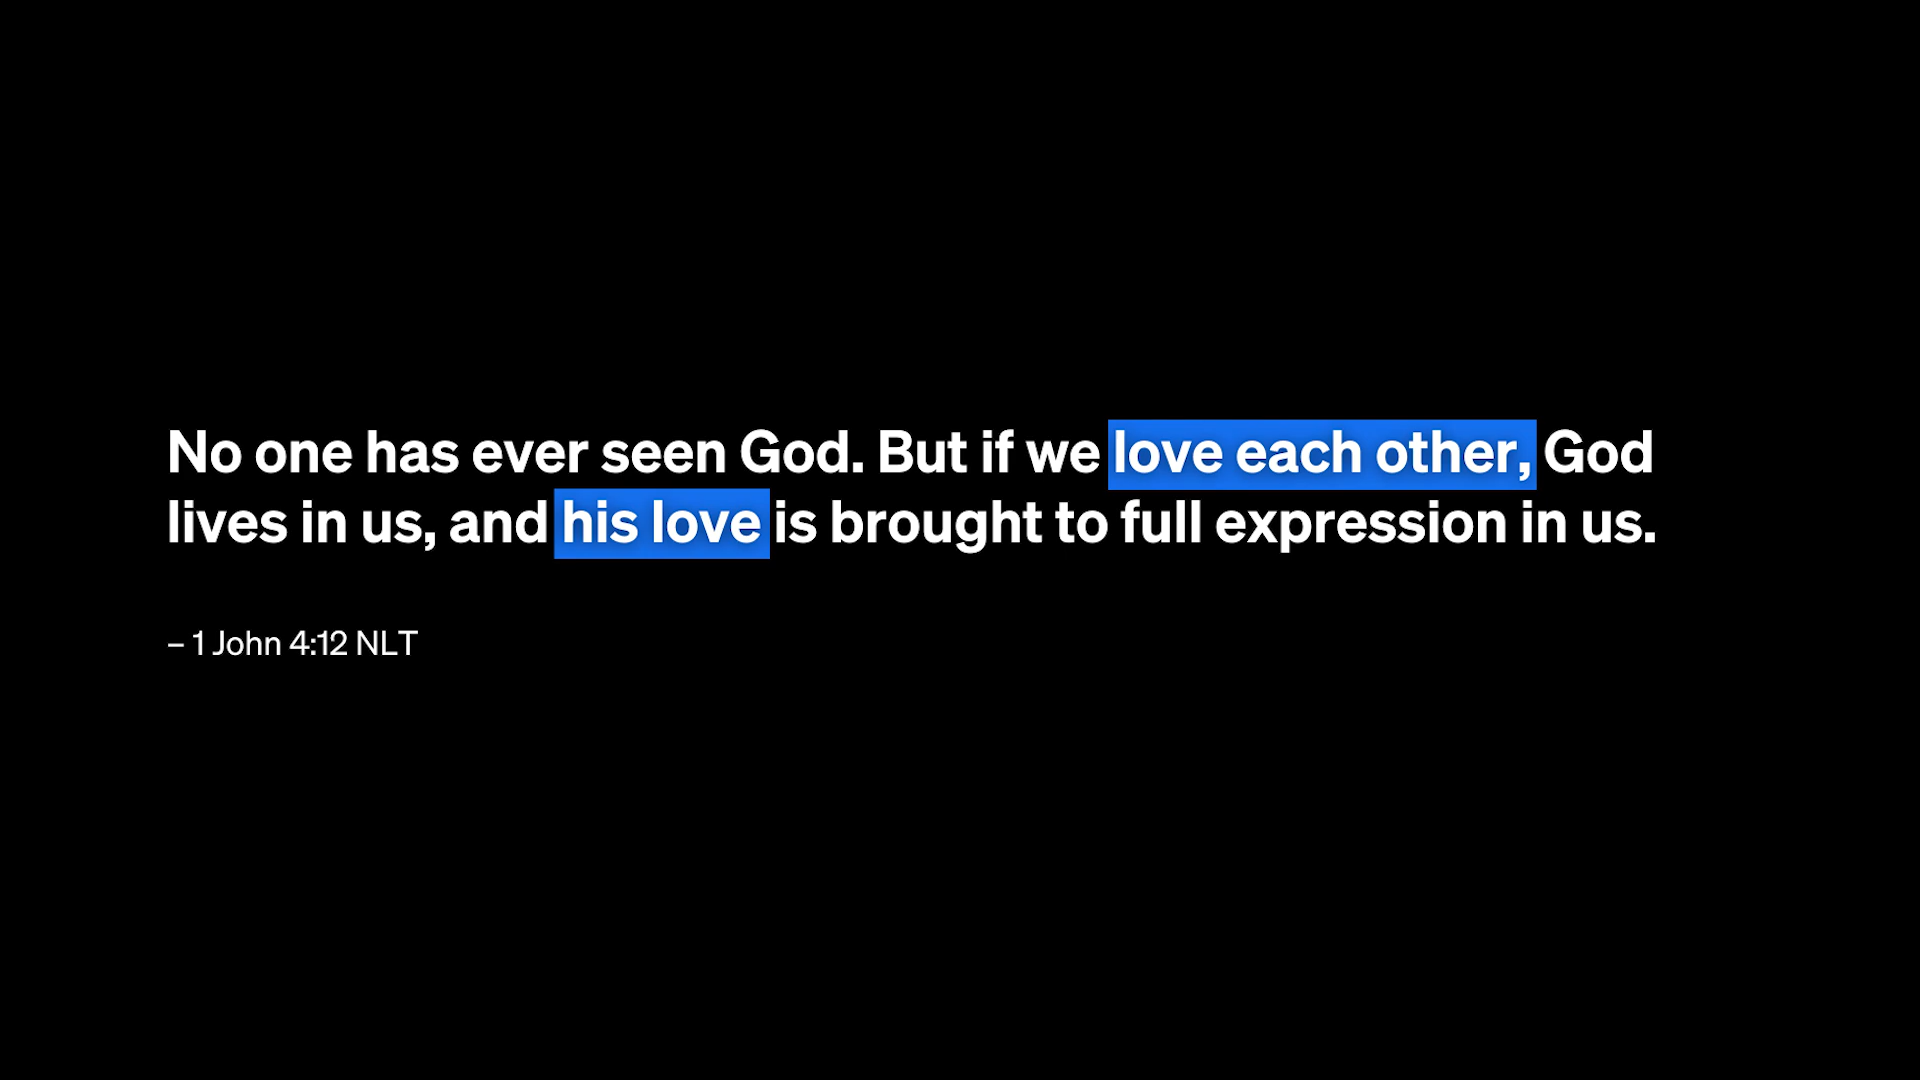 No one has ever seen God. But if we love each other, God
lives in us, and his love is brought to full expression in us.
– 1 John 4:12 NLT